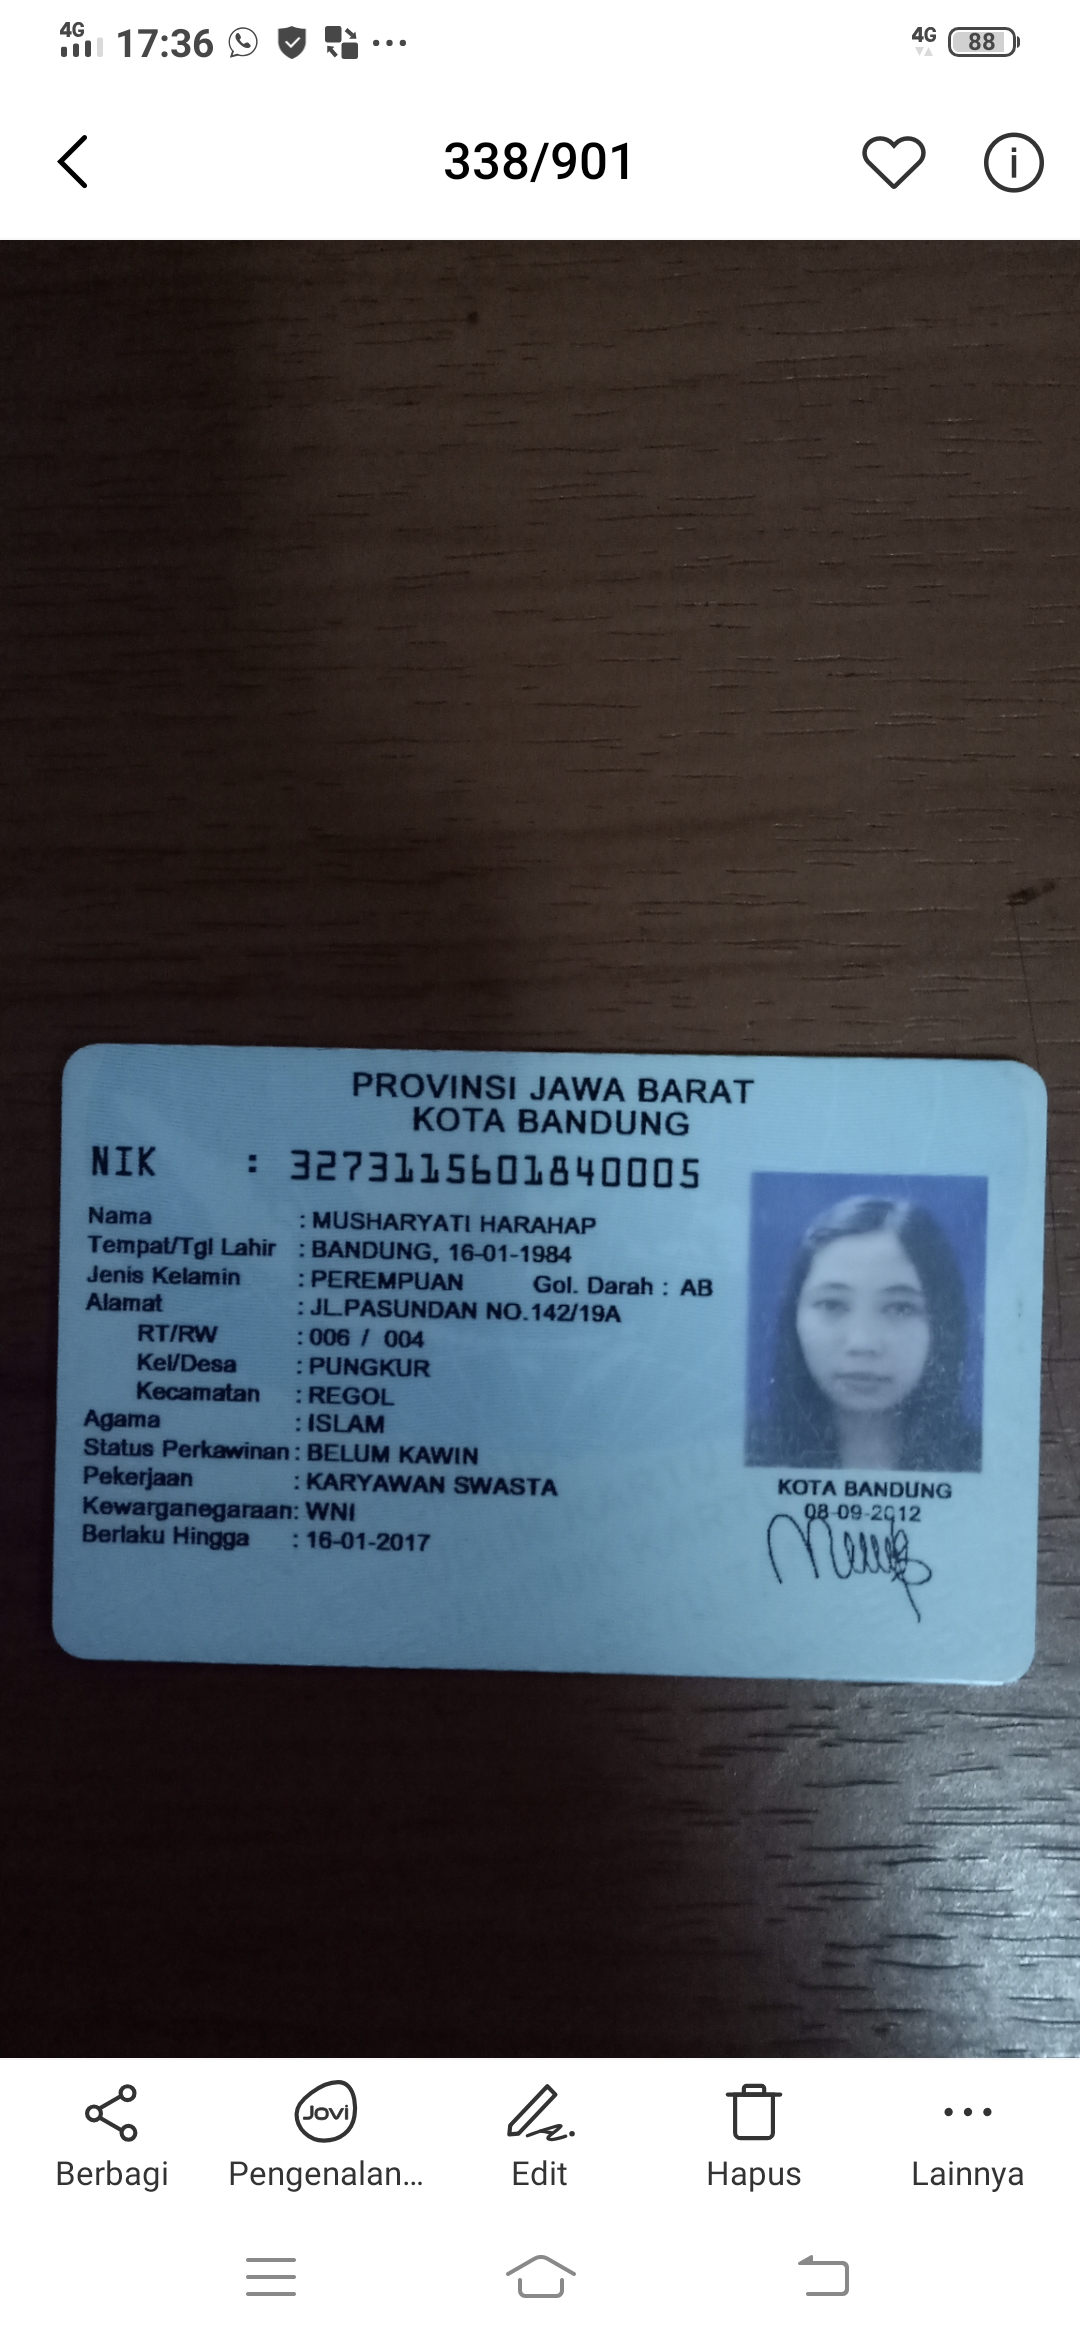 4G 17:36 ... 4G 88
338/901
PROVINSI JAWA BARAT
KOTA BANDUNG
NIK : 3273115601840005
Nama : MUSHARYATI HARAHAP
Tempat/Tgl Lahir : BANDUNG, 16-01-1984
Jenis Kelamin : PEREMPUAN Gol. Darah : AB
Alamat : JL.PASUNDAN NO.142/19A
RT/RW : 006 / 004
Kel/Desa : PUNGKUR
Kecamatan : REGOL
Agama : ISLAM
Status Perkawinan : BELUM KAWIN
Pekerjaan : KARYAWAN SWASTA
Kewarganegaraan: WNI
Berlaku Hingga : 16-01-2017
KOTA BANDUNG
08-09-2012
Jovi
Berbagi Pengenalan... Edit Hapus Lainnya